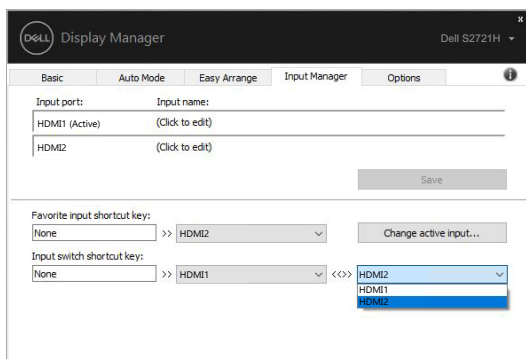 x
DELL Display Manager Dell S2721H
Basic Auto Mode Easy Arrange Input Manager Options i
Input port: Input name:
HDMI1 (Active) (Click to edit)
HDMI2 (Click to edit)
Save
Favorite input shortcut key:
None >> HDMI2 Change active input...
Input switch shortcut key:
None >> HDMI1 <<>> HDMI2
HDMI1
HDMI2